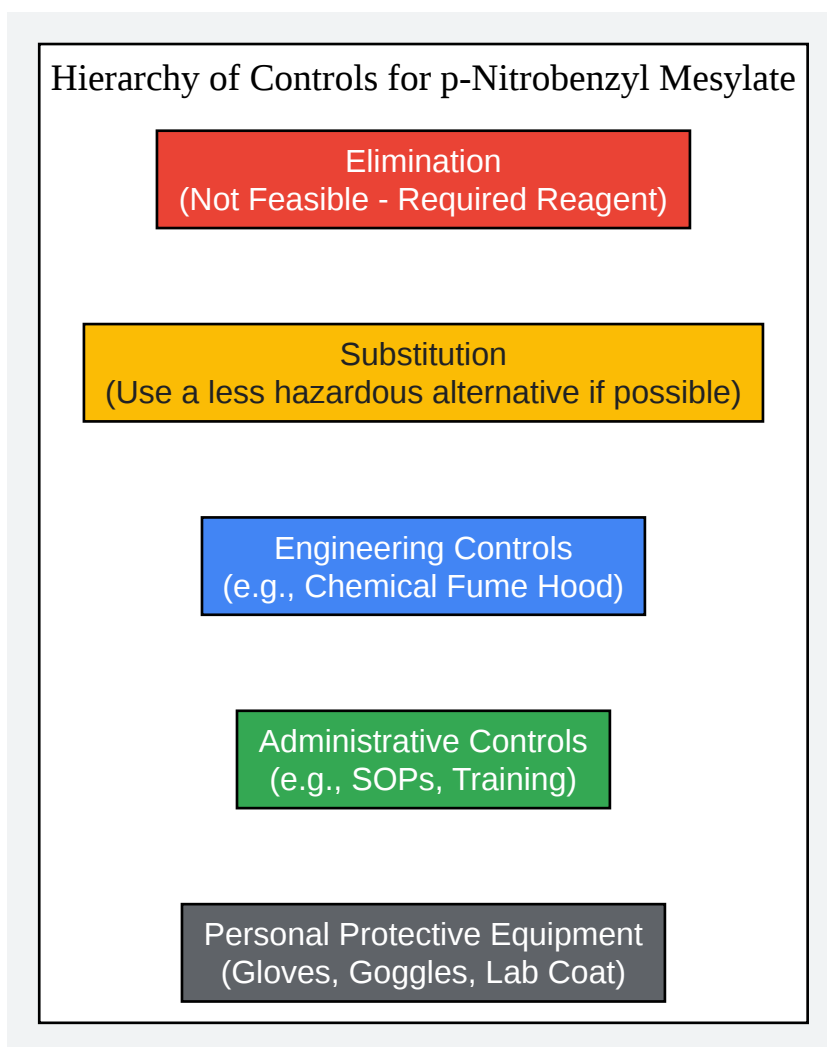 Hierarchy of Controls for p-Nitrobenzyl Mesylate
Elimination
(Not Feasible - Required Reagent)
Substitution
(Use a less hazardous alternative if possible)
Engineering Controls
(e.g., Chemical Fume Hood)
Administrative Controls
(e.g., SOPs, Training)
Personal Protective Equipment
(Gloves, Goggles, Lab Coat)